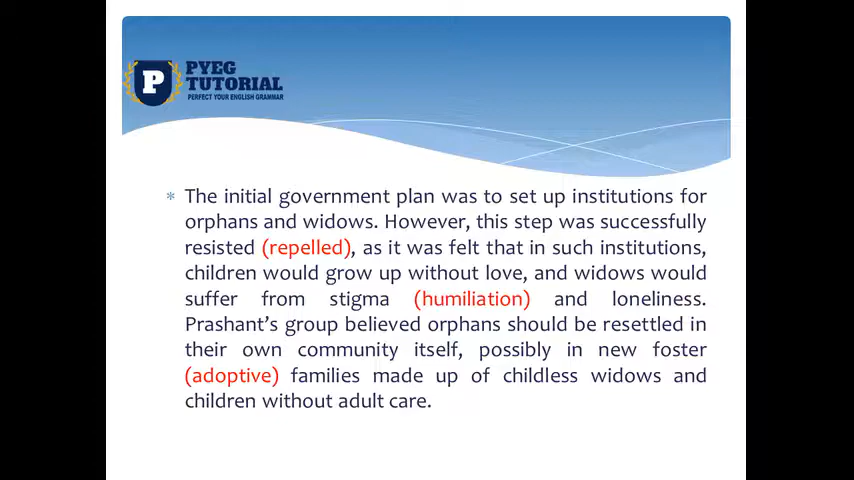 PYEG
TUTORIAL
PERFECT YOUR ENGLISH GRAMMAR
P
* The initial government plan was to set up institutions for
orphans and widows. However, this step was successfully
resisted (repelled), as it was felt that in such institutions,
children would grow up without love, and widows would
suffer from stigma (humiliation) and loneliness.
Prashant’s group believed orphans should be resettled in
their own community itself, possibly in new foster
(adoptive) families made up of childless widows and
children without adult care.